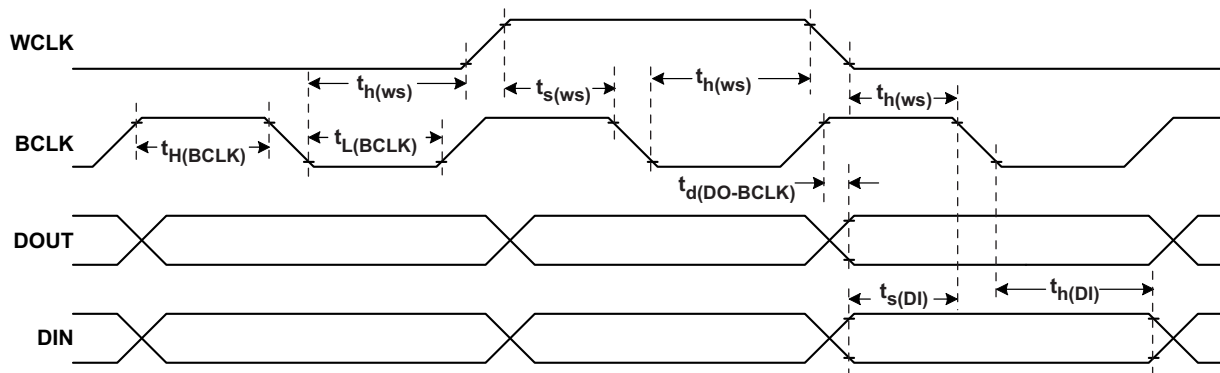 WCLK
t_h(ws)
t_s(ws)
t_h(ws)
t_h(ws)
BCLK
t_H(BCLK)
t_L(BCLK)
t_d(DO-BCLK)
DOUT
t_s(DI)
t_h(DI)
DIN